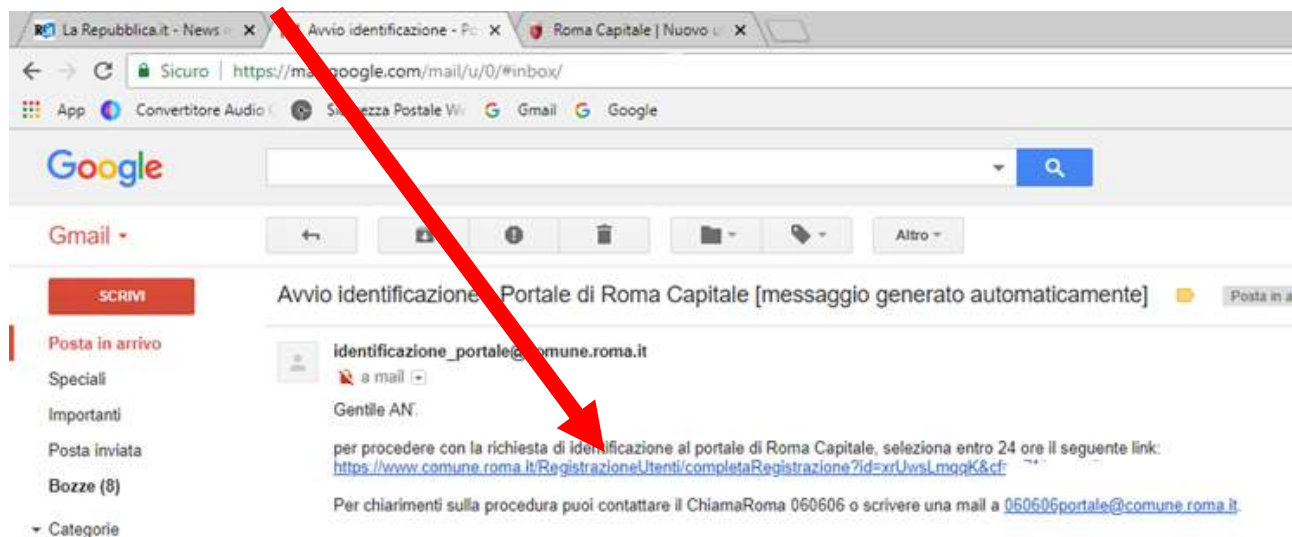 La Repubblica.it - News
Avvio identificazione - Po
Roma Capitale | Nuovo u
Sicuro https://mail.google.com/mail/u/0/#inbox/
App Convertitore Audio Postale W Gmail Google
Google
Gmail
Altro
SCRIVI
Avvio identificazione - Portale di Roma Capitale [messaggio generato automaticamente] Posta in a
Posta in arrivo
identificazione_portale@comune.roma.it
Speciali
a mail
Importanti
Gentile AN
Posta inviata
per procedere con la richiesta di identificazione al portale di Roma Capitale, seleziona entro 24 ore il seguente link:
https://www.comune.roma.it/RegistrazioneUtenti/completaRegistrazione?id=xrUwsLmqqK&cf
Bozze (8)
Per chiarimenti sulla procedura puoi contattare il ChiamaRoma 060606 o scrivere una mail a 060606portale@comune.roma.it.
Categorie